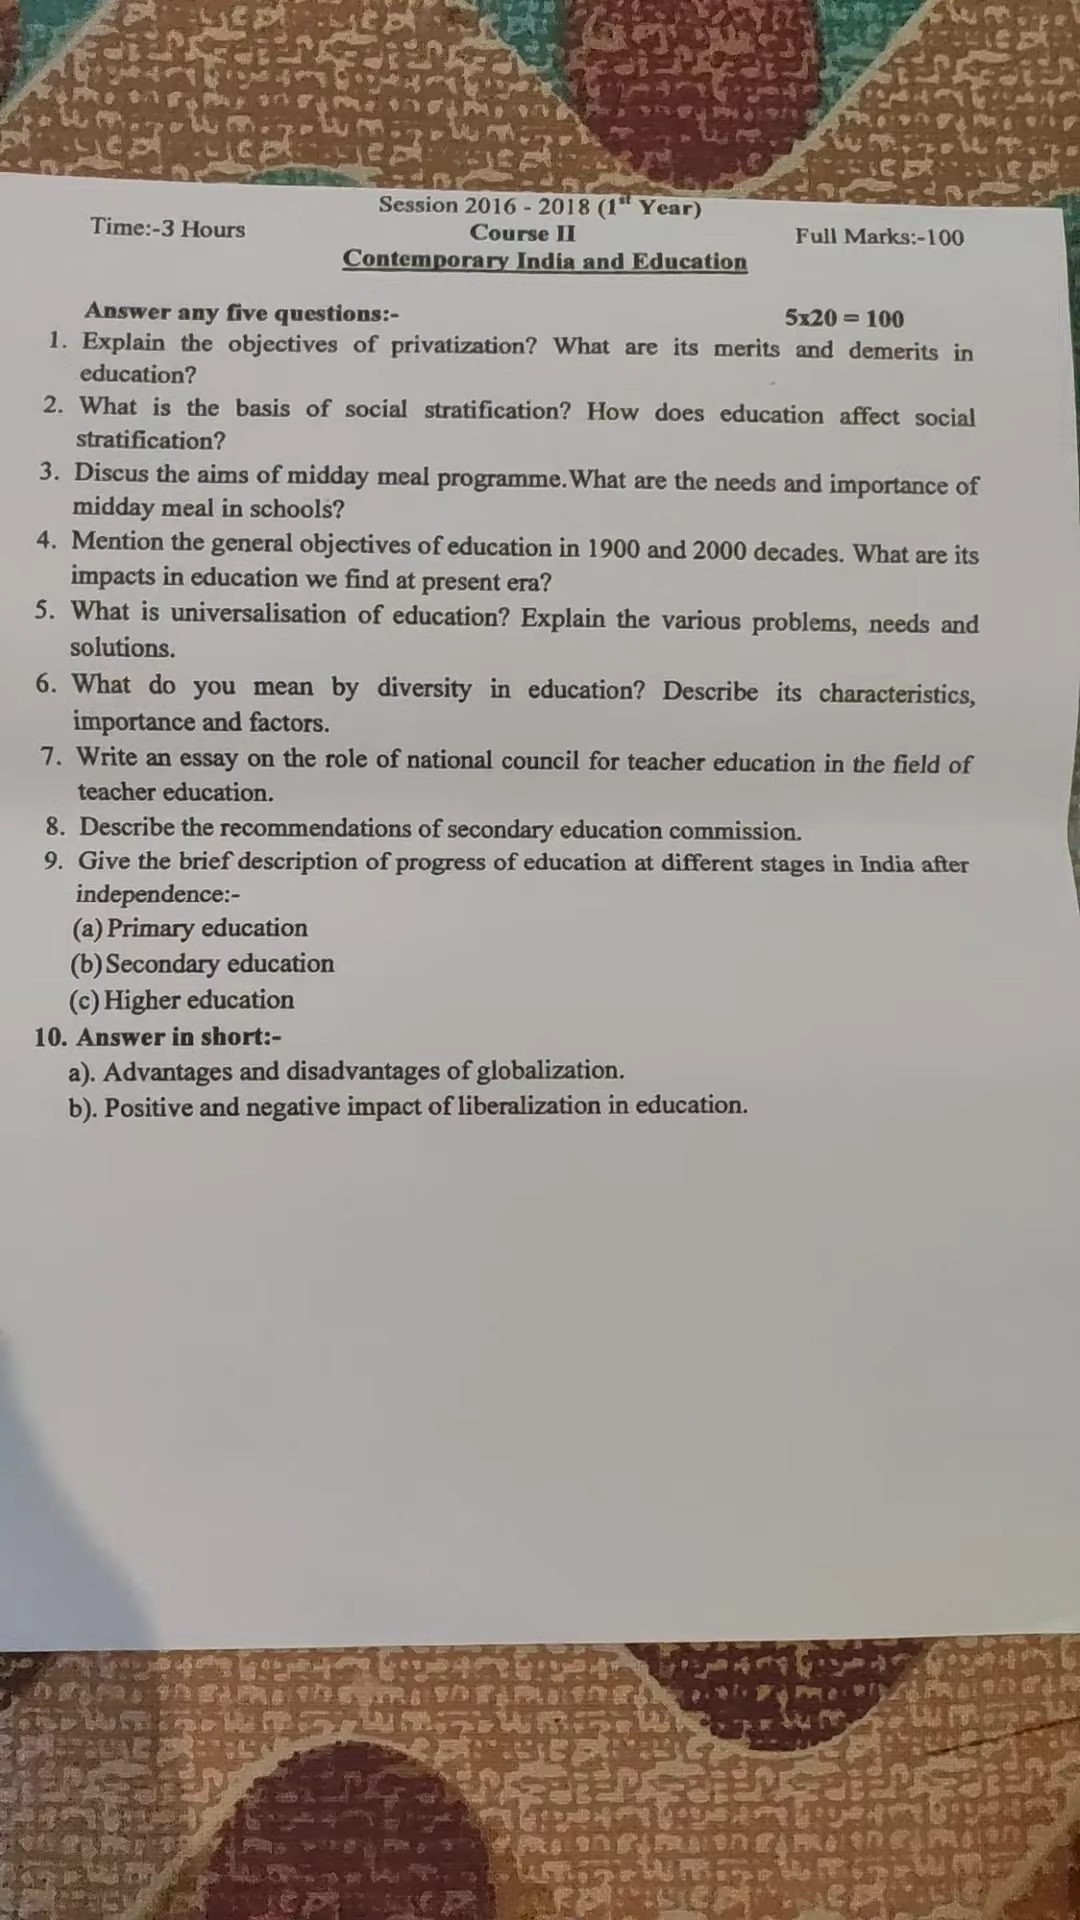 Session 2016 - 2018 (1st Year)
Time:-3 Hours Course II Full Marks:-100
Contemporary India and Education
Answer any five questions:- 5x20 = 100
1. Explain the objectives of privatization? What are its merits and demerits in
education?
2. What is the basis of social stratification? How does education affect social
stratification?
3. Discus the aims of midday meal programme. What are the needs and importance of
midday meal in schools?
4. Mention the general objectives of education in 1900 and 2000 decades. What are its
impacts in education we find at present era?
5. What is universalisation of education? Explain the various problems, needs and
solutions.
6. What do you mean by diversity in education? Describe its characteristics,
importance and factors.
7. Write an essay on the role of national council for teacher education in the field of
teacher education.
8. Describe the recommendations of secondary education commission.
9. Give the brief description of progress of education at different stages in India after
independence:-
(a) Primary education
(b) Secondary education
(c) Higher education
10. Answer in short:-
a). Advantages and disadvantages of globalization.
b). Positive and negative impact of liberalization in education.